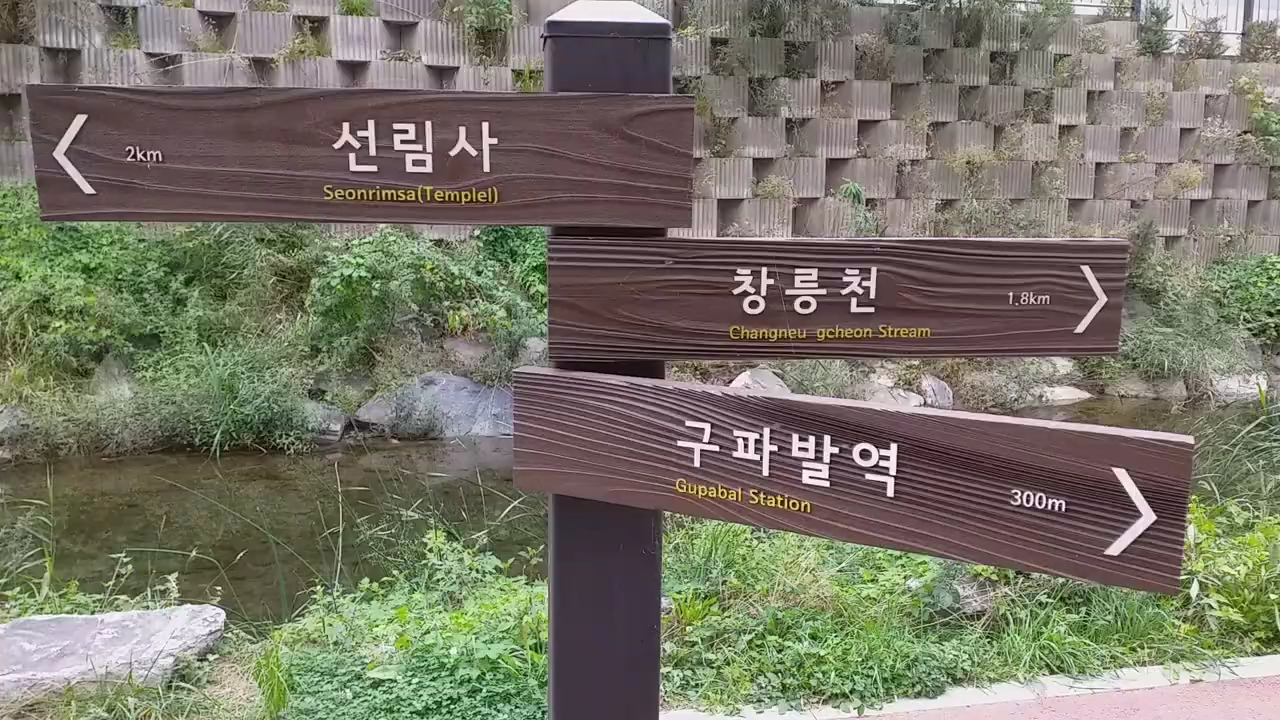 2km
선림사
Seonrimsa(Templel)
창릉천
1.8km
Changneu gcheon Stream
구파발역
300m
Gupabal Station